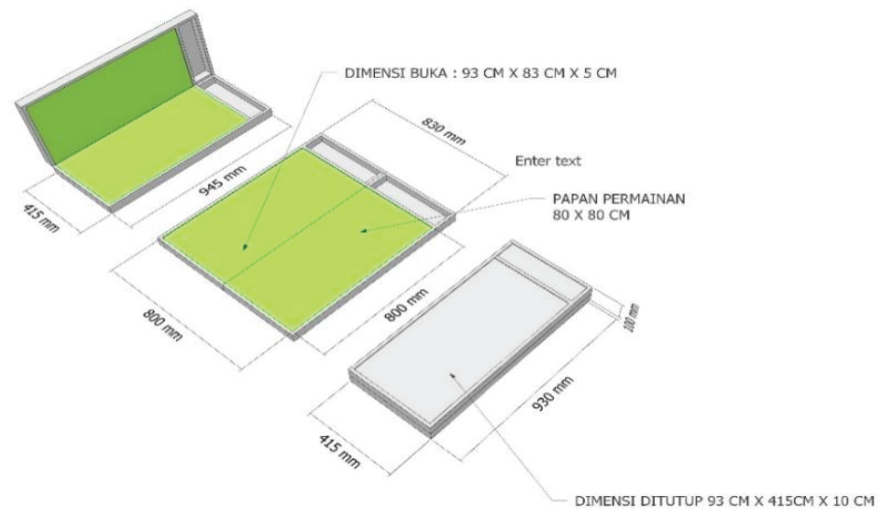 DIMENSI BUKA : 93 CM X 83 CM X 5 CM
830 mm
Enter text
945 mm
415 mm
PAPAN PERMAINAN
80 X 80 CM
800 mm
800 mm
100 mm
930 mm
415 mm
DIMENSI DITUTUP 93 CM X 415CM X 10 CM